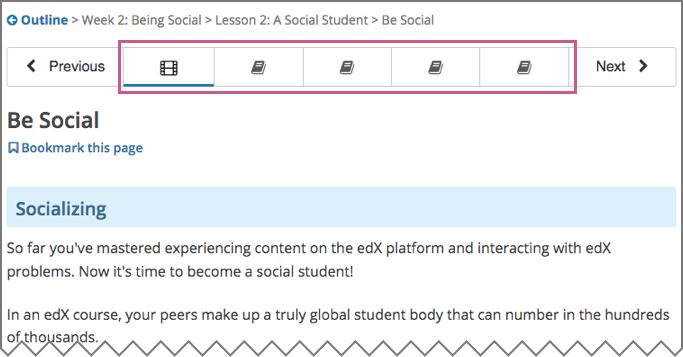 Outline > Week 2: Being Social > Lesson 2: A Social Student > Be Social
Previous
Next
Be Social
Bookmark this page
Socializing
So far you've mastered experiencing content on the edX platform and interacting with edX
problems. Now it's time to become a social student!
In an edX course, your peers make up a truly global student body that can number in the hundreds
of thousands.